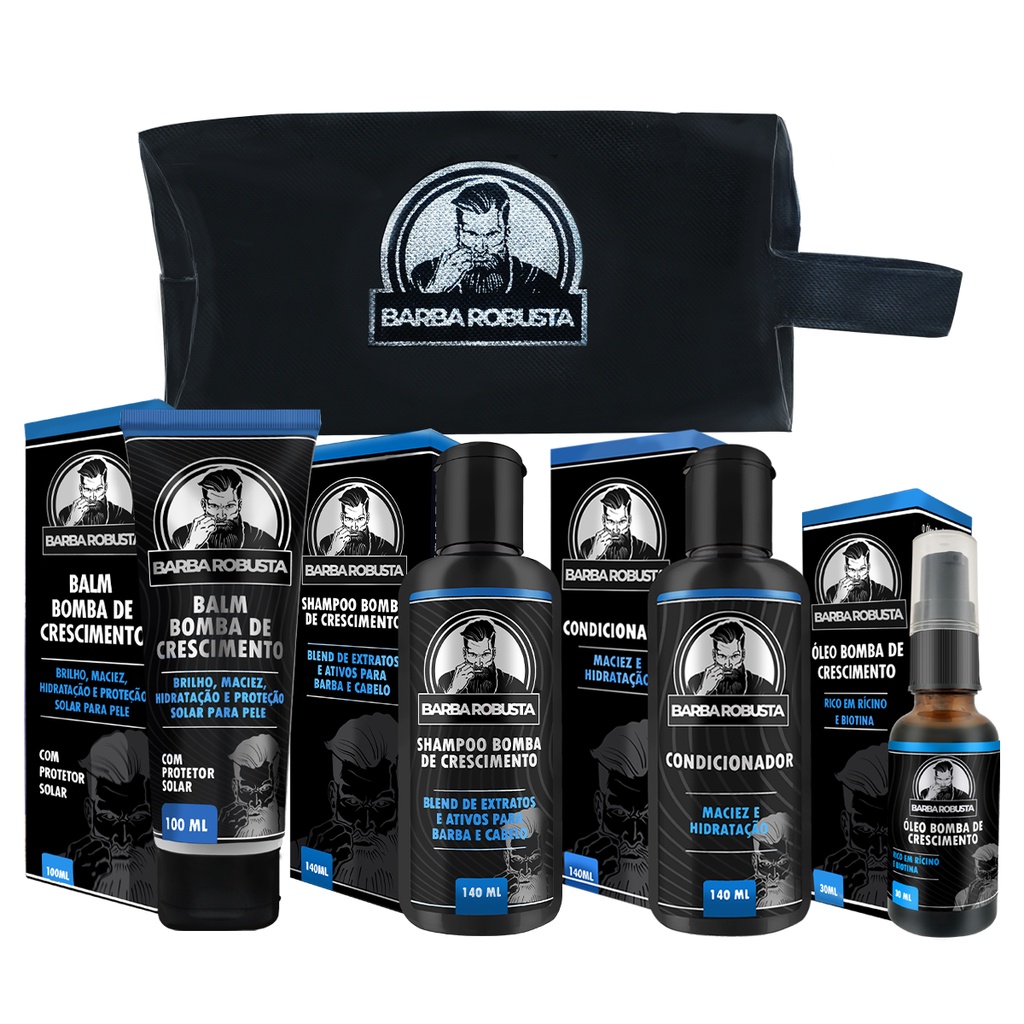 BARBA ROBUSTA
BARBA ROBUSTA
BALM
BOMBA DE
CRESCIMENTO
BRILHO, MACIEZ,
HIDRATAÇÃO E PROTEÇÃO
SOLAR PARA PELE
COM
PROTETOR
SOLAR
100ML
BARBA ROBUSTA
BALM
BOMBA DE
CRESCIMENTO
BRILHO, MACIEZ,
HIDRATAÇÃO E PROTEÇÃO
SOLAR PARA PELE
COM
PROTETOR
SOLAR
100 ML
BARBA ROBUSTA
SHAMPOO BOMB
DE CRESCIMENTO
BLEND DE EXTRATOS
E ATIVOS PARA
BARBA E CABELO
140ML
BARBA ROBUSTA
SHAMPOO BOMBA
DE CRESCIMENTO
BLEND DE EXTRATOS
E ATIVOS PARA
BARBA E CABELO
140 ML
BARBA ROBUSTA
CONDICIONA
MACIEZ E
HIDRATAÇÃO
140ML
BARBA ROBUSTA
CONDICIONADOR
MACIEZ E
HIDRATAÇÃO
140 ML
BARBA ROBUSTA
ÓLEO BOMBA DE
CRESCIMENTO
RICO EM RÍCINO
E BIOTINA
30ML
BARBA ROBUSTA
ÓLEO BOMBA DE
CRESCIMENTO
RICO EM RÍCINO
E BIOTINA
30 ML